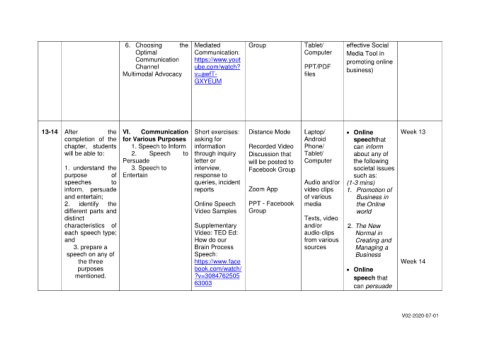 6. Choosing the
Optimal
Communication
Channel
Multimodal Advocacy
Mediated
Communication:
https://www.yout
ube.com/watch?
v=awfT-
GXYEUM
Group
Tablet/
Computer
PPT/PDF
files
effective Social
Media Tool in
promoting online
business)
13-14
After the
completion of the
chapter, students
will be able to:
1. understand the
purpose of
speeches to
inform, persuade
and entertain;
2. identify the
different parts and
distinct
characteristics of
each speech type;
and
3. prepare a
speech on any of
the three
purposes
mentioned.
VI. Communication
for Various Purposes
1. Speech to Inform
2. Speech to
Persuade
3. Speech to
Entertain
Short exercises:
asking for
information
through inquiry
letter or
interview,
response to
queries, incident
reports
Online Speech
Video Samples
Supplementary
Video: TED Ed:
How do our
Brain Process
Speech:
https://www.face
book.com/watch/
?v=3084762505
63003
Distance Mode
Recorded Video
Discussion that
will be posted to
Facebook Group
Zoom App
PPT - Facebook
Group
Laptop/
Android
Phone/
Tablet/
Computer
Audio and/or
video clips
of various
media
Texts, video
and/or
audio clips
from various
sources
• Online
speechthat
can inform
about any of
the following
societal issues
such as:
(1-3 mins)
1. Promotion of
Business in
the Online
world
2. The New
Normal in
Creating and
Managing a
Business
• Online
speech that
can persuade
Week 13
Week 14
V02-2020-07-01